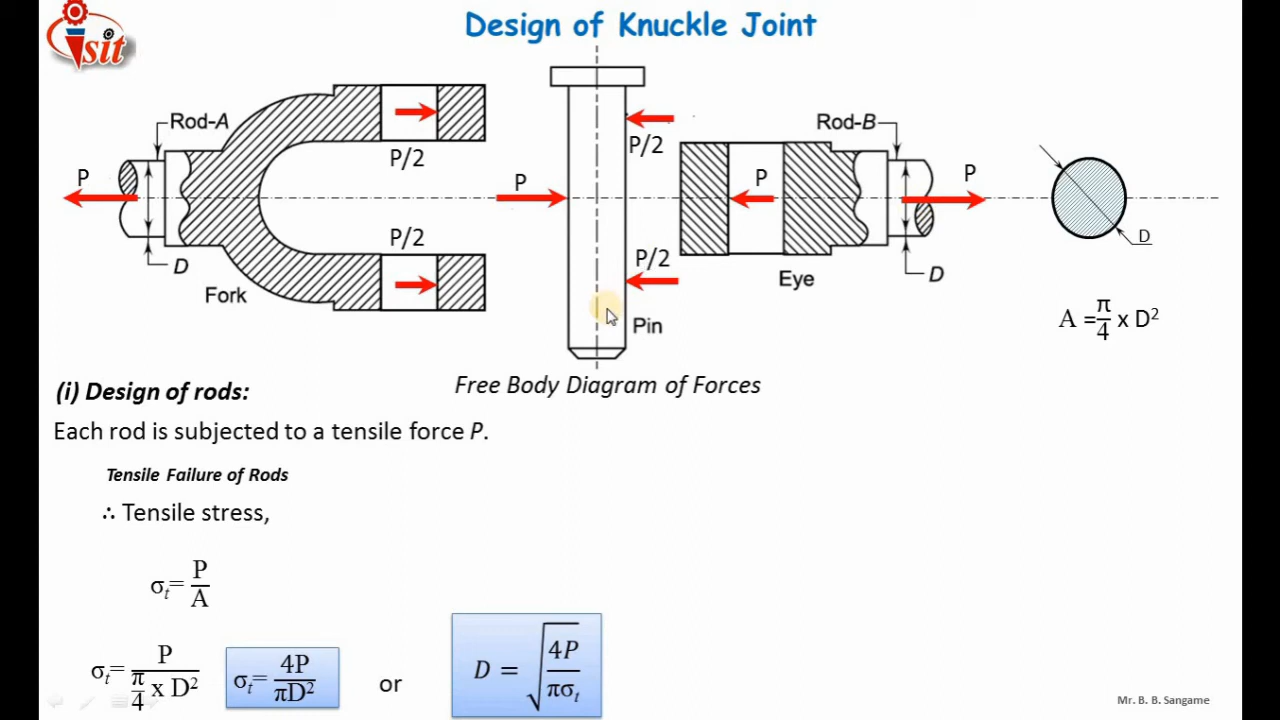 Design of Knuckle Joint
isit
Rod-A
P
D
Fork
P/2
P/2
P
P/2
P/2
Pin
Rod-B
P
P
Eye
D
D
A = π/4 x D²
Free Body Diagram of Forces
(i) Design of rods:
Each rod is subjected to a tensile force P.
Tensile Failure of Rods
∴ Tensile stress,
σt= P/A
σt= P/(π/4 x D²)
σt= 4P/πD²
or
D = √(4P/πσt)
Mr. B. B. Sangame